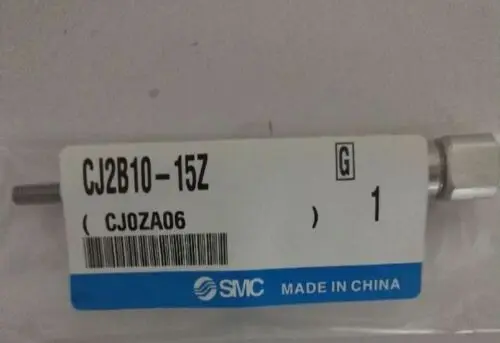 CJ2B10-15Z G
( CJ0ZA06 ) 1
SMC MADE IN CHINA